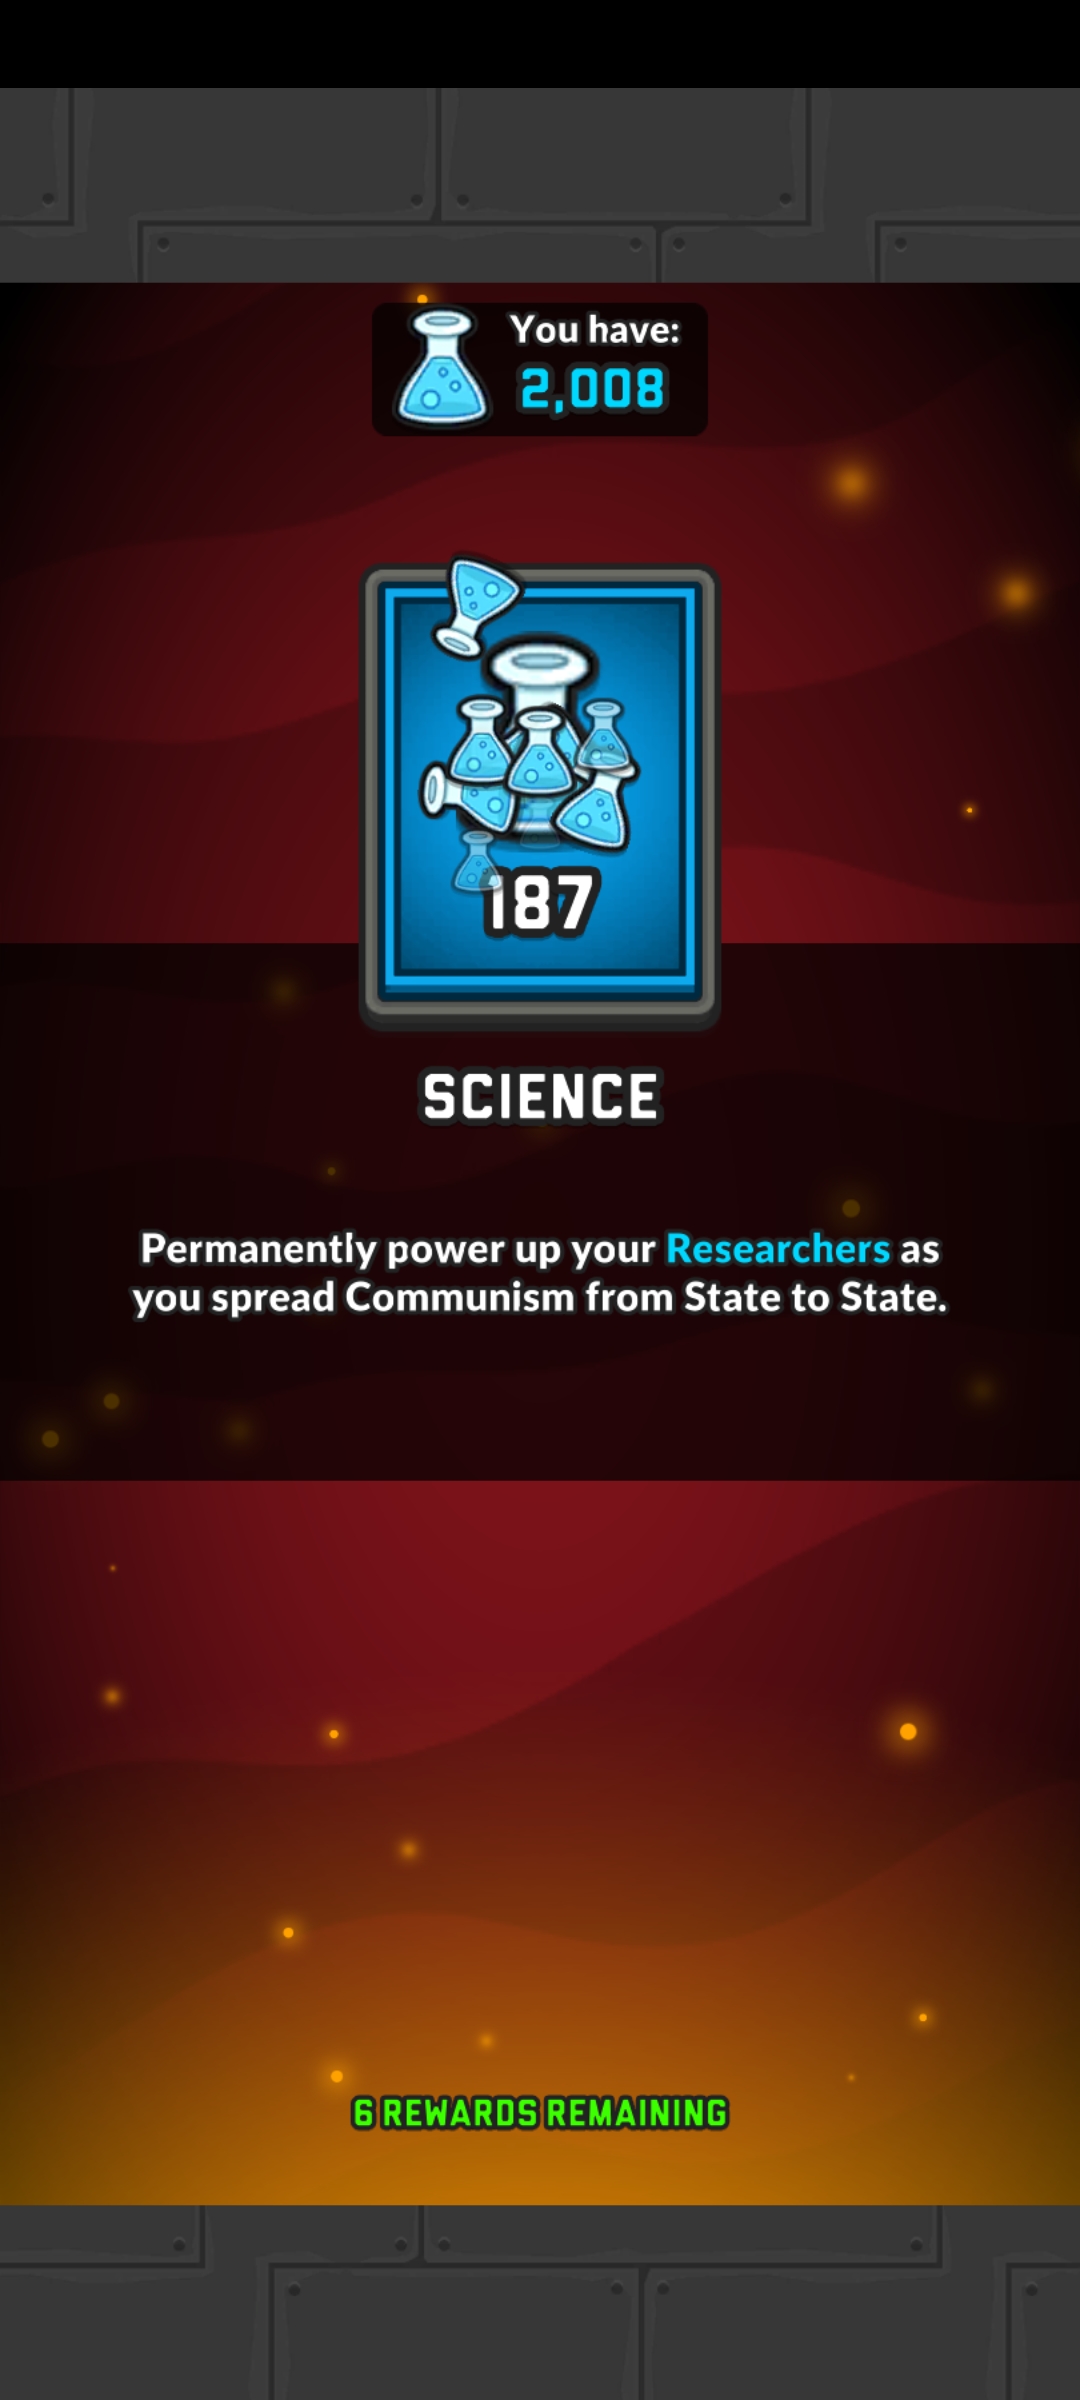 You have:
2,008
187
SCIENCE
Permanently power up your Researchers as
you spread Communism from State to State.
6 REWARDS REMAINING